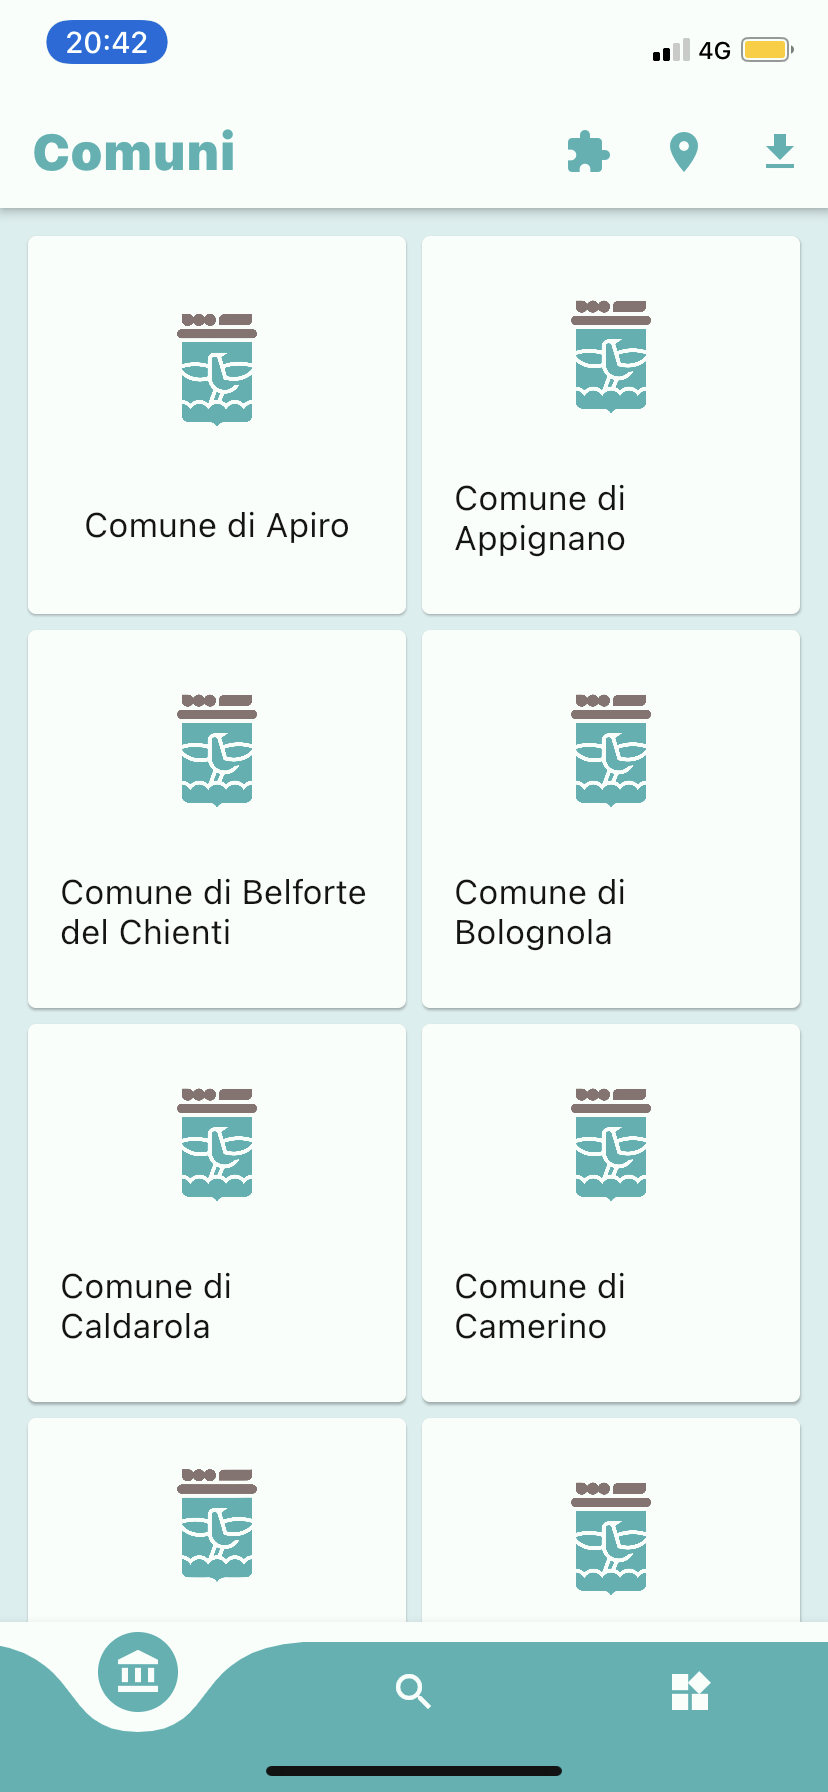 20:42
4G
Comuni
Comune di Apiro
Comune di
Appignano
Comune di Belforte
del Chienti
Comune di
Bolognola
Comune di
Caldarola
Comune di
Camerino